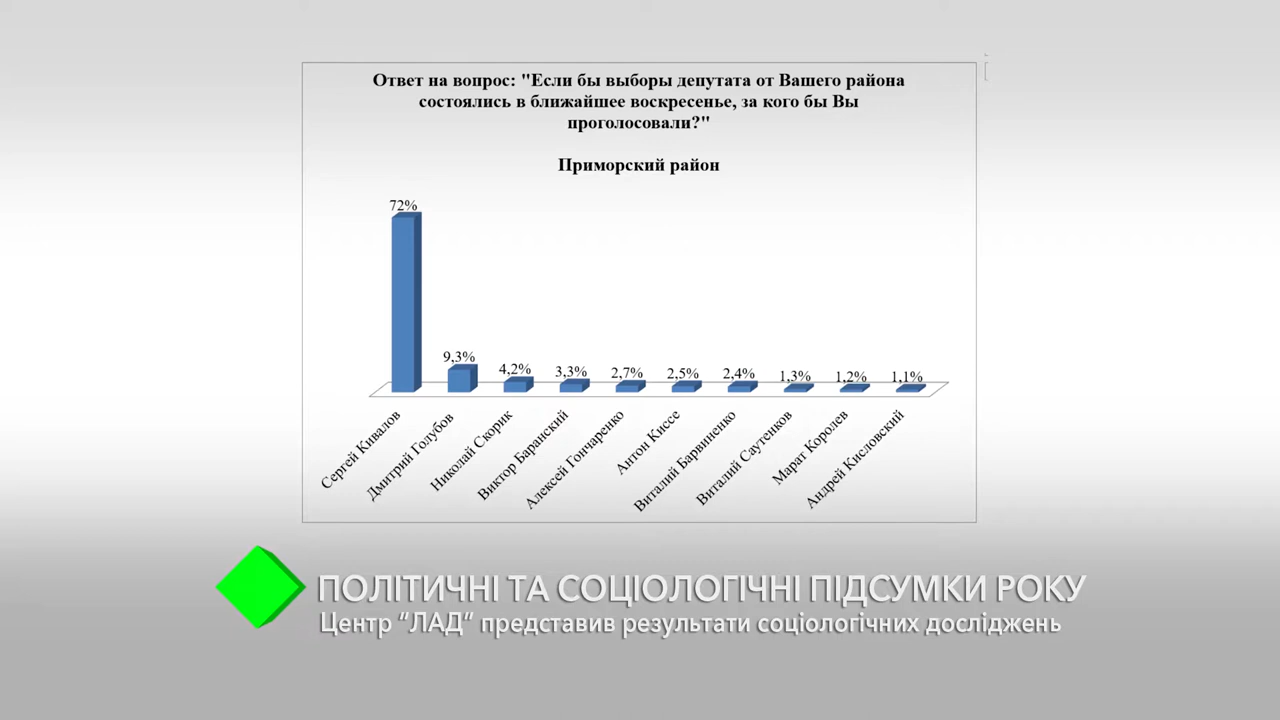 Ответ на вопрос: "Если бы выборы депутата от Вашего района
состоялись в ближайшее воскресенье, за кого бы Вы
проголосовали?"
Приморский район
72%
9,3%
4,2%
3,3%
2,7%
2,5%
2,4%
1,3%
1,2%
1,1%
Сергей Кивалов
Дмитрий Голубов
Николай Скорик
Виктор Баранский
Алексей Гончаренко
Антон Киссе
Виталий Барвиненко
Виталий Саутенков
Марат Королев
Андрей Кисловский
ПОЛІТИЧНІ ТА СОЦІОЛОГІЧНІ ПІДСУМКИ РОКУ
Центр “ЛАД” представив результати соціологічних досліджень